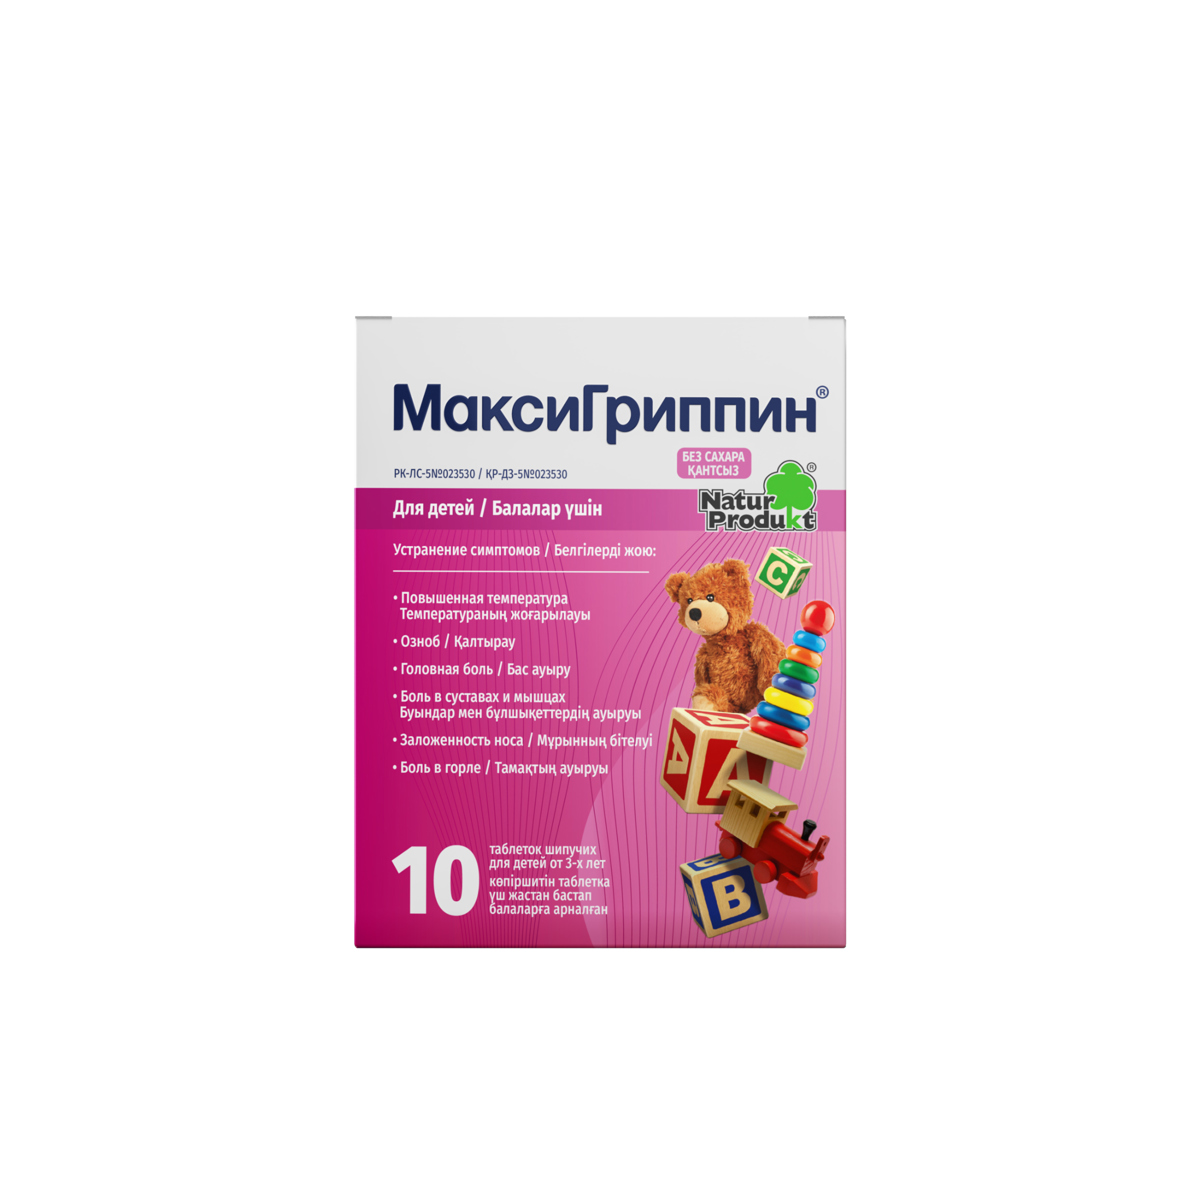 МаксиГриппин®
БЕЗ САХАРА
ҚАНТСЫЗ
РК-ЛС-5№023530 / ҚР-ДЗ-5№023530
Natur ®
Produkt
Для детей / Балалар үшін
Устранение симптомов / Белгілерді жою:
• Повышенная температура
Температураның жоғарылауы
• Озноб / Қалтырау
• Головная боль / Бас ауыру
• Боль в суставах и мышцах
Буындар мен бұлшықеттердің ауыруы
• Заложенность носа / Мұрынның бітелуі
• Боль в горле / Тамақтың ауыруы
10
таблеток шипучих
для детей от 3-х лет
көпіршитін таблетка
үш жастан бастап
балаларға арналған
C
A
A
B
B